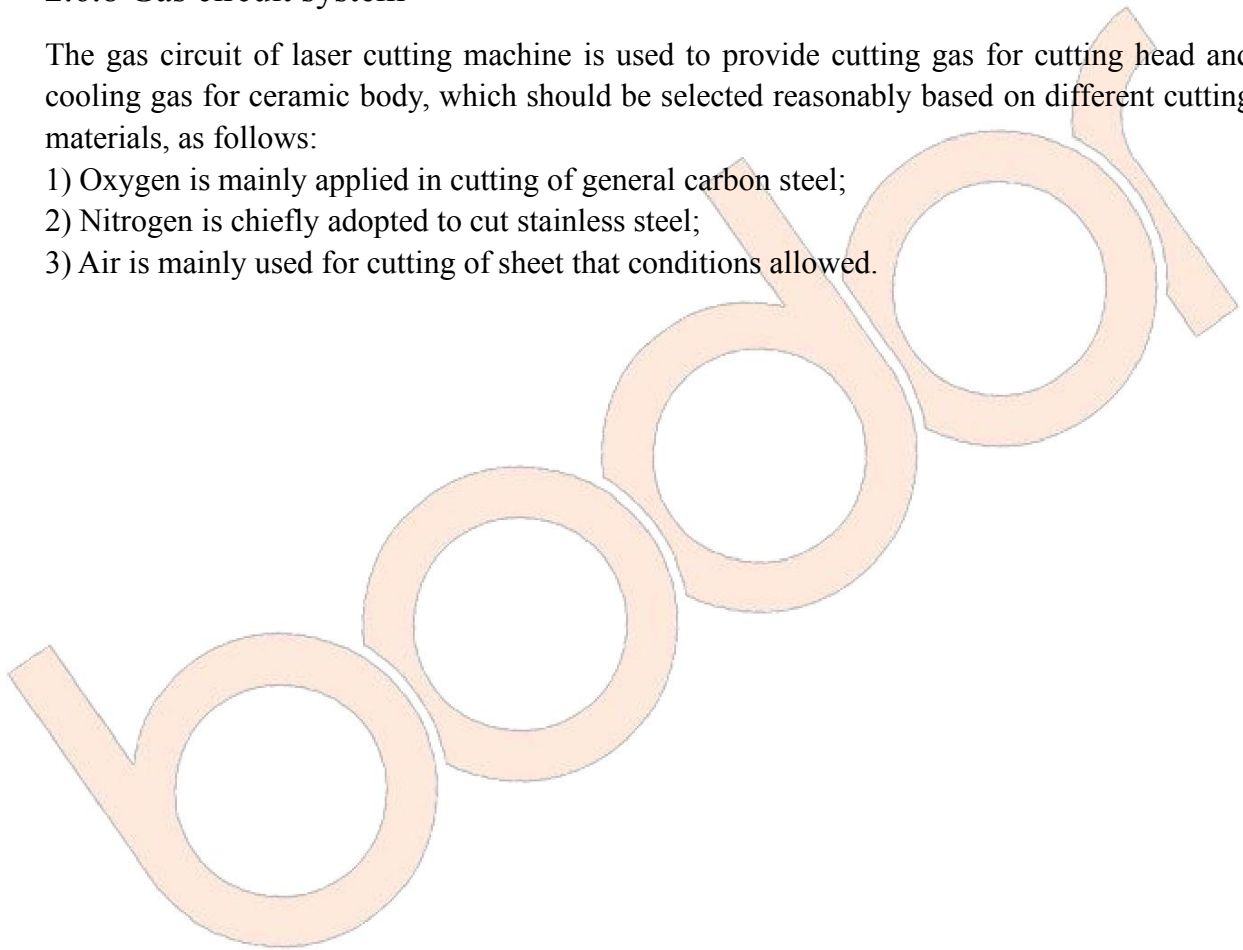 The gas circuit of laser cutting machine is used to provide cutting gas for cutting head and
cooling gas for ceramic body, which should be selected reasonably based on different cutting
materials, as follows:
1) Oxygen is mainly applied in cutting of general carbon steel;
2) Nitrogen is chiefly adopted to cut stainless steel;
3) Air is mainly used for cutting of sheet that conditions allowed.
bodor